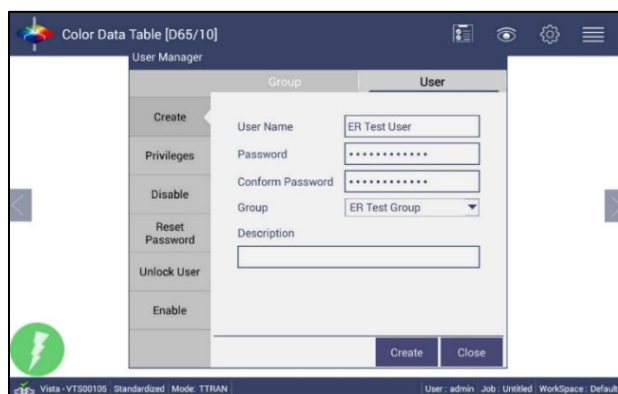 Color Data Table [D65/10]
User Manager
Group
User
Create
Privileges
Disable
Reset
Password
Unlock User
Enable
User Name
ER Test User
Password
••••••••••••
Conform Password
••••••••••••
Group
ER Test Group
Description
Create
Close
Vista - VTS00105 Standardized Mode: TTRAN
User : admin Job : Untitled WorkSpace : Default